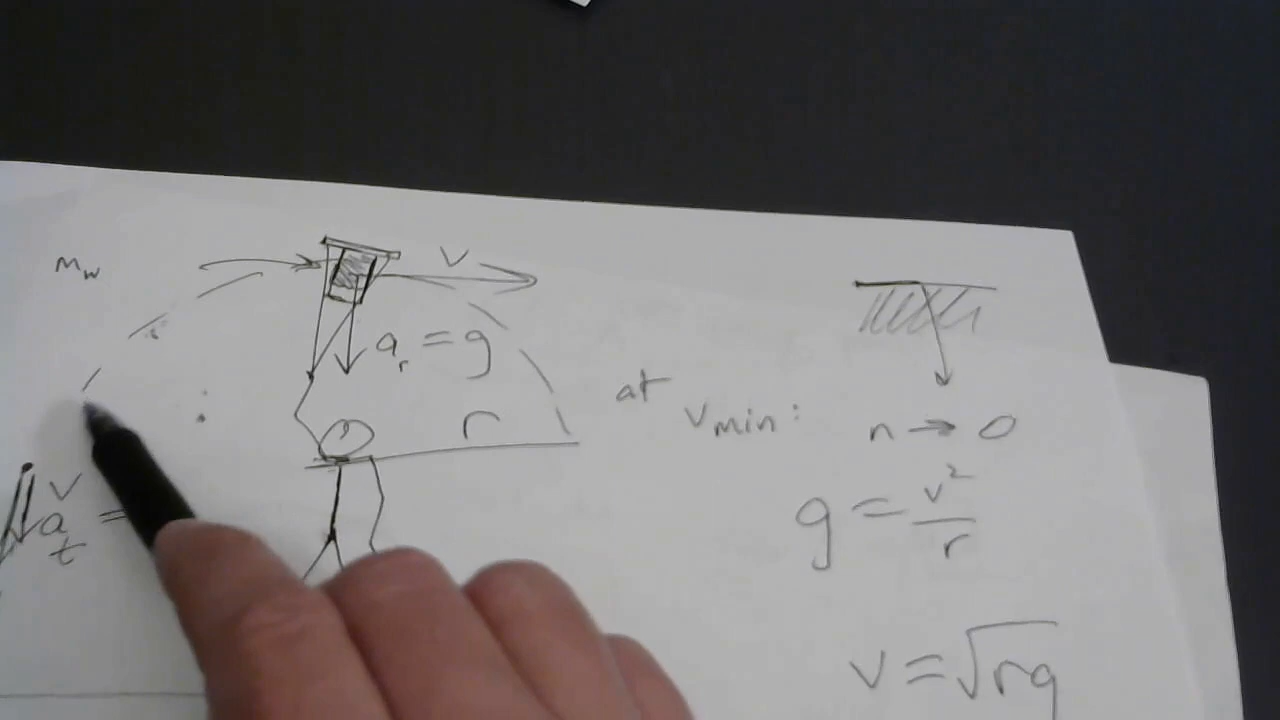 m_w
v
a_r = g
r
at v_min:
n → 0
g = v²/r
v
a_t =
v = √rg